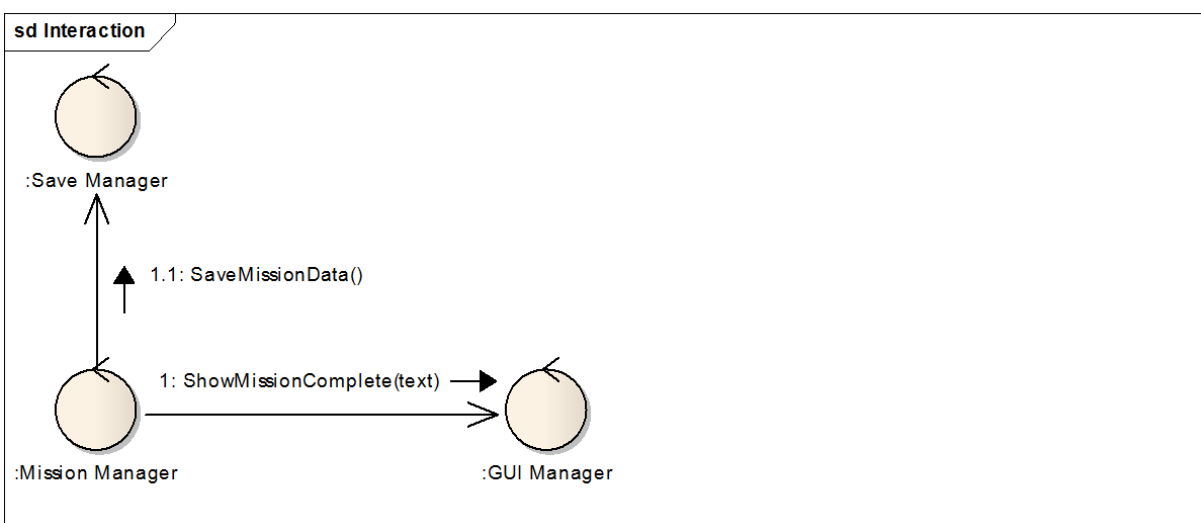 sd Interaction
:Save Manager
1.1: SaveMissionData()
1: ShowMissionComplete(text)
:Mission Manager
:GUI Manager